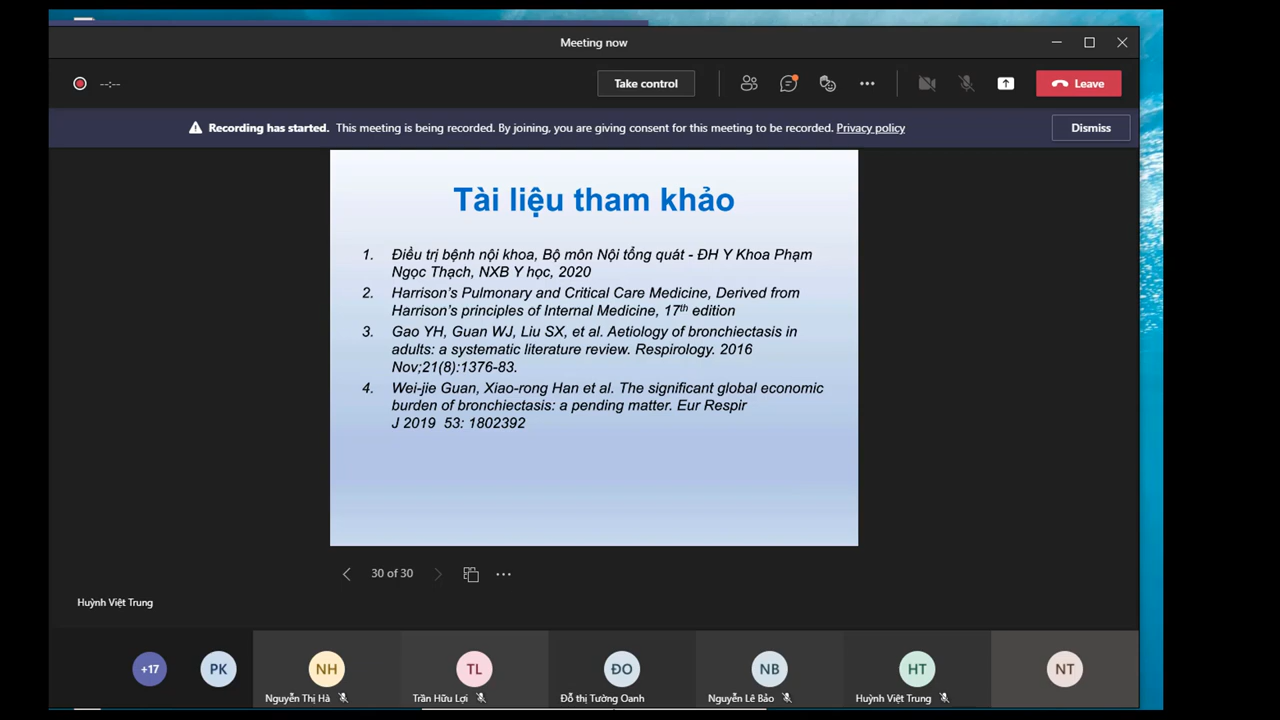 Meeting now
--:--
Take control
Leave
Recording has started. This meeting is being recorded. By joining, you are giving consent for this meeting to be recorded. Privacy policy
Dismiss
Tài liệu tham khảo
1. Điều trị bệnh nội khoa, Bộ môn Nội tổng quát - ĐH Y Khoa Phạm
Ngọc Thạch, NXB Y học, 2020
2. Harrison's Pulmonary and Critical Care Medicine, Derived from
Harrison's principles of Internal Medicine, 17th edition
3. Gao YH, Guan WJ, Liu SX, et al. Aetiology of bronchiectasis in
adults: a systematic literature review. Respirology. 2016
Nov;21(8):1376-83.
4. Wei-jie Guan, Xiao-rong Han et al. The significant global economic
burden of bronchiectasis: a pending matter. Eur Respir
J 2019 53: 1802392
30 of 30
Huỳnh Việt Trung
+17 PK NH TL ĐO NB HT NT
Nguyễn Thị Hà Trần Hữu Lợi Đỗ thị Tường Oanh Nguyễn Lê Bảo Huỳnh Việt Trung